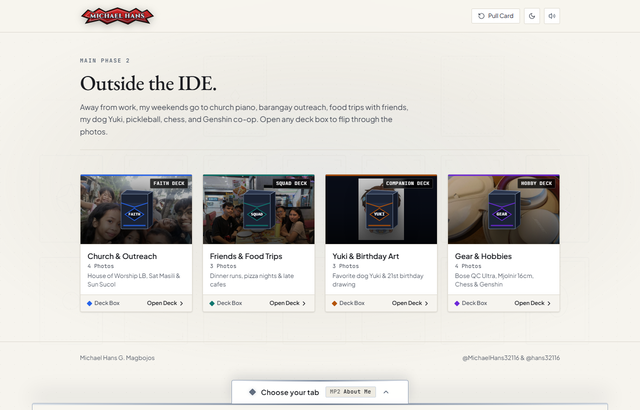 MICHAEL HANS
Pull Card
MAIN PHASE 2
Outside the IDE.
Away from work, my weekends go to church piano, barangay outreach, food trips with friends,
my dog Yuki, pickleball, chess, and Genshin co-op. Open any deck box to flip through the
photos.
FAITH DECK
FAITH
Church & Outreach
4 Photos
House of Worship LB, Sat Masili &
Sun Sucol
Deck Box
Open Deck
SQUAD DECK
SQUAD
Friends & Food Trips
3 Photos
Dinner runs, pizza nights & late
cafes
Deck Box
Open Deck
COMPANION DECK
YUKI
Yuki & Birthday Art
3 Photos
Favorite dog Yuki & 21st birthday
drawing
Deck Box
Open Deck
HOBBY DECK
GEAR
Gear & Hobbies
4 Photos
Bose QC Ultra, Mjolnir 16cm,
Chess & Genshin
Deck Box
Open Deck
Michael Hans G. Magbojos
@MichaelHans32116 & @hans32116
Choose your tab
MP2 About Me